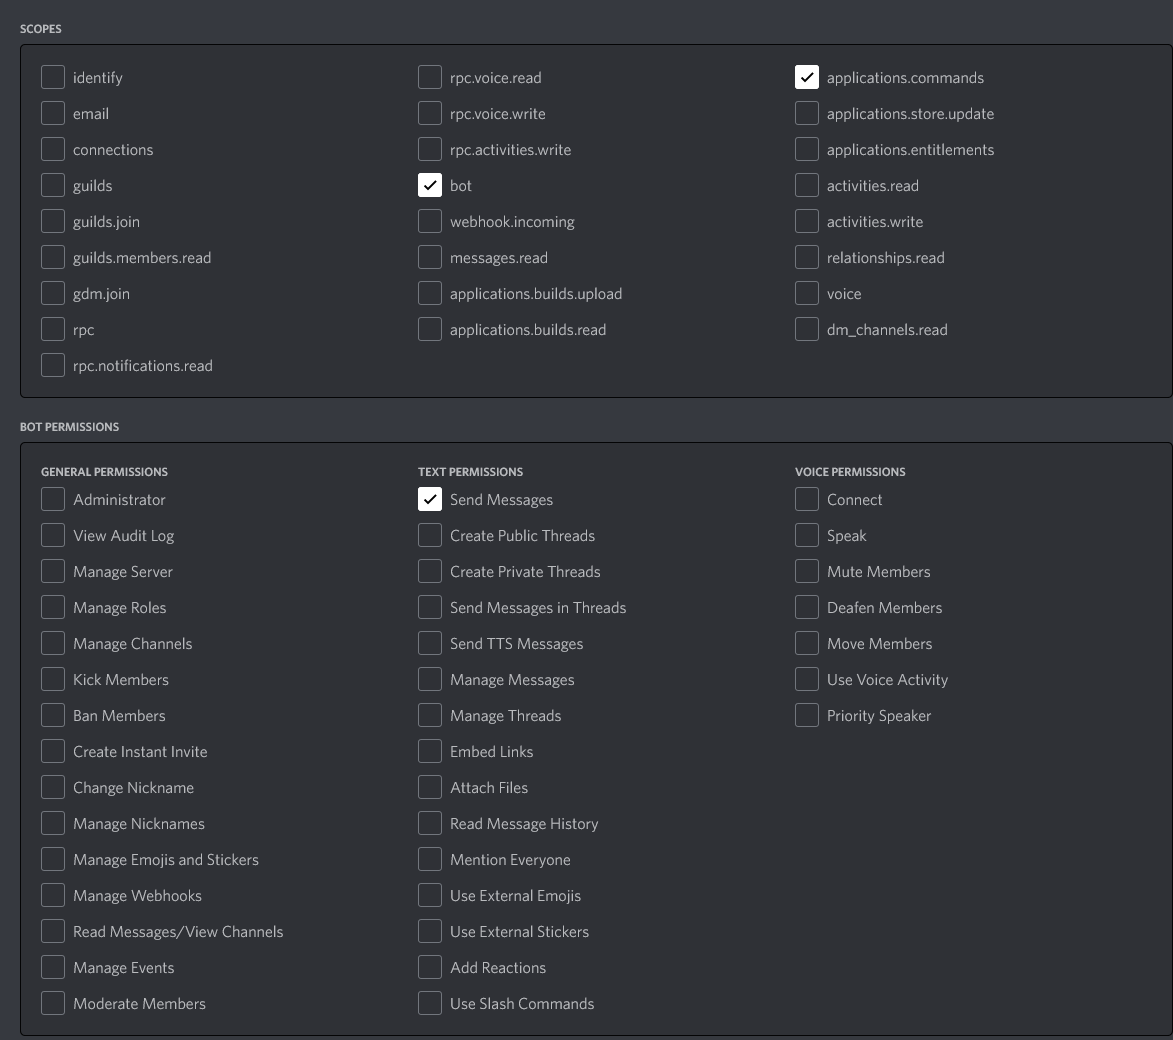 SCOPES
identify
email
connections
guilds
guilds.join
guilds.members.read
gdm.join
rpc
rpc.notifications.read
rpc.voice.read
rpc.voice.write
rpc.activities.write
bot
webhook.incoming
messages.read
applications.builds.upload
applications.builds.read
applications.commands
applications.store.update
applications.entitlements
activities.read
activities.write
relationships.read
voice
dm_channels.read
BOT PERMISSIONS
GENERAL PERMISSIONS
Administrator
View Audit Log
Manage Server
Manage Roles
Manage Channels
Kick Members
Ban Members
Create Instant Invite
Change Nickname
Manage Nicknames
Manage Emojis and Stickers
Manage Webhooks
Read Messages/View Channels
Manage Events
Moderate Members
TEXT PERMISSIONS
Send Messages
Create Public Threads
Create Private Threads
Send Messages in Threads
Send TTS Messages
Manage Messages
Manage Threads
Embed Links
Attach Files
Read Message History
Mention Everyone
Use External Emojis
Use External Stickers
Add Reactions
Use Slash Commands
VOICE PERMISSIONS
Connect
Speak
Mute Members
Deafen Members
Move Members
Use Voice Activity
Priority Speaker